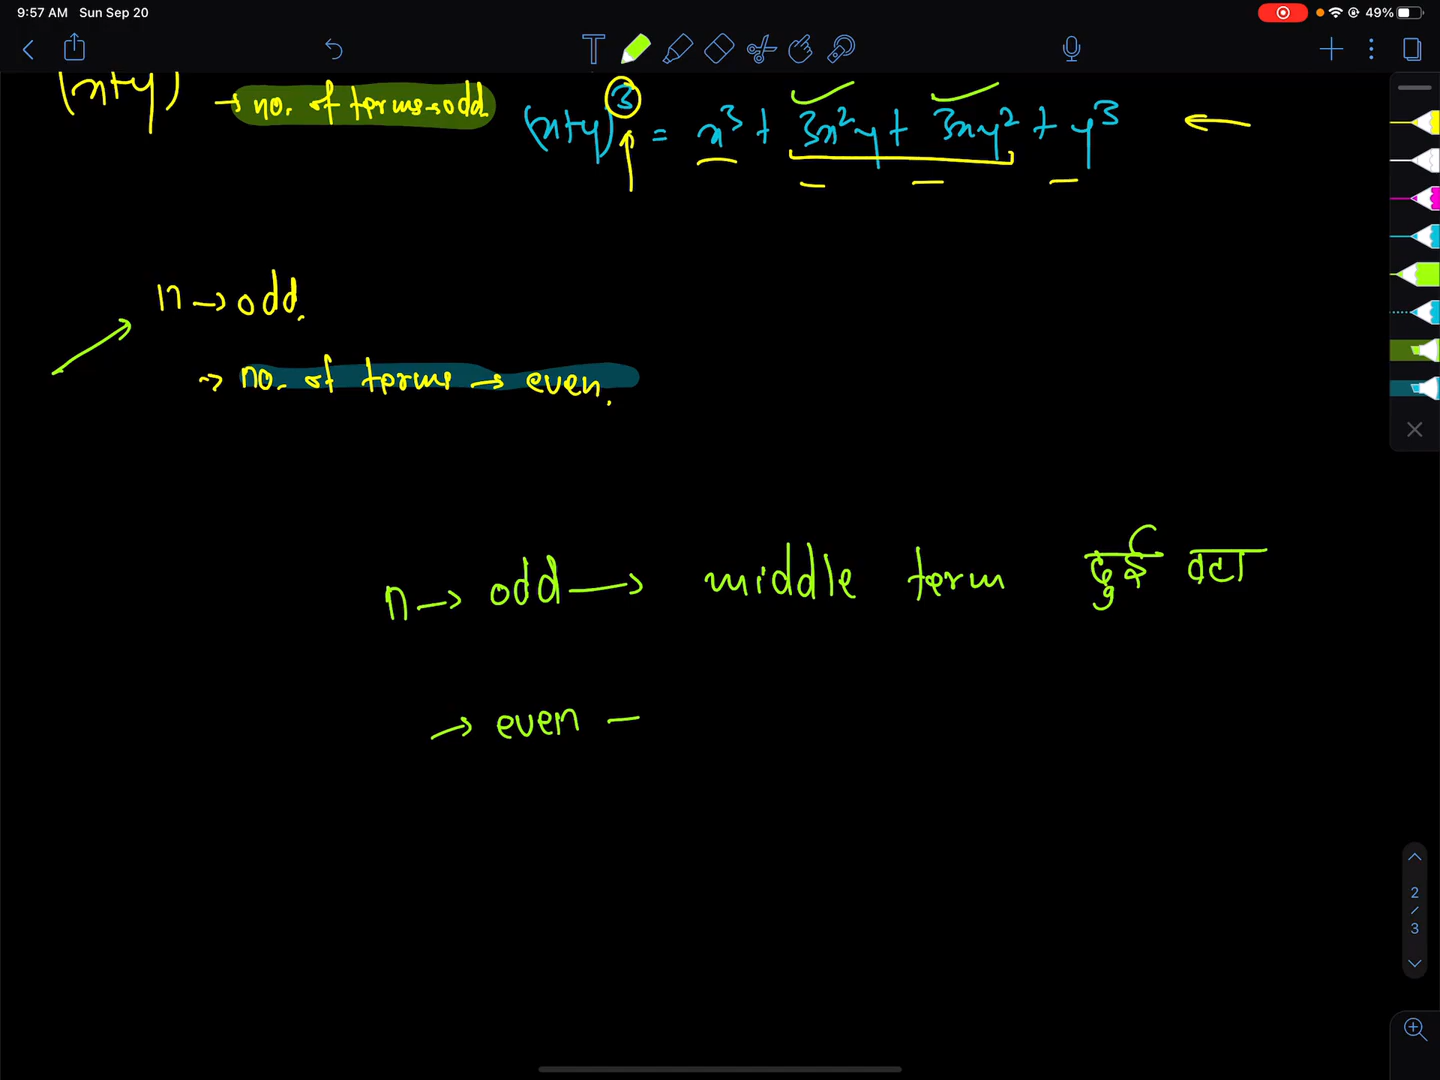 9:57 AM Sun Sep 20
49%
(x+y) → no. of terms → odd
(x+y)³ = x³ + 3x²y + 3xy² + y³
n → odd.
→ no. of terms → even.
n → odd → middle term दुई वटा
→ even —
2
/
3